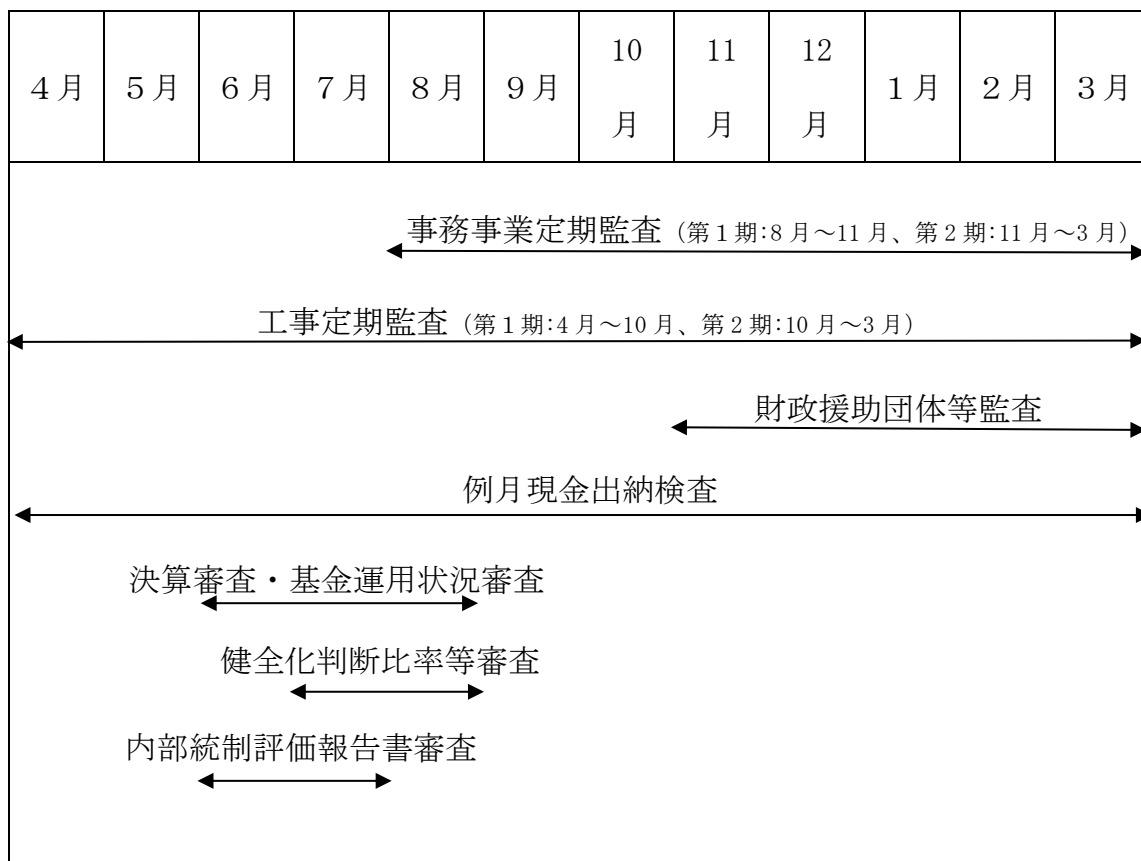 ４月 ５月 ６月 ７月 ８月 ９月 10月 11月 12月 １月 ２月 ３月
事務事業定期監査（第１期：８月～11月、第２期：11月～３月）
工事定期監査（第１期：４月～10月、第２期：10月～３月）
財政援助団体等監査
例月現金出納検査
決算審査・基金運用状況審査
健全化判断比率等審査
内部統制評価報告書審査